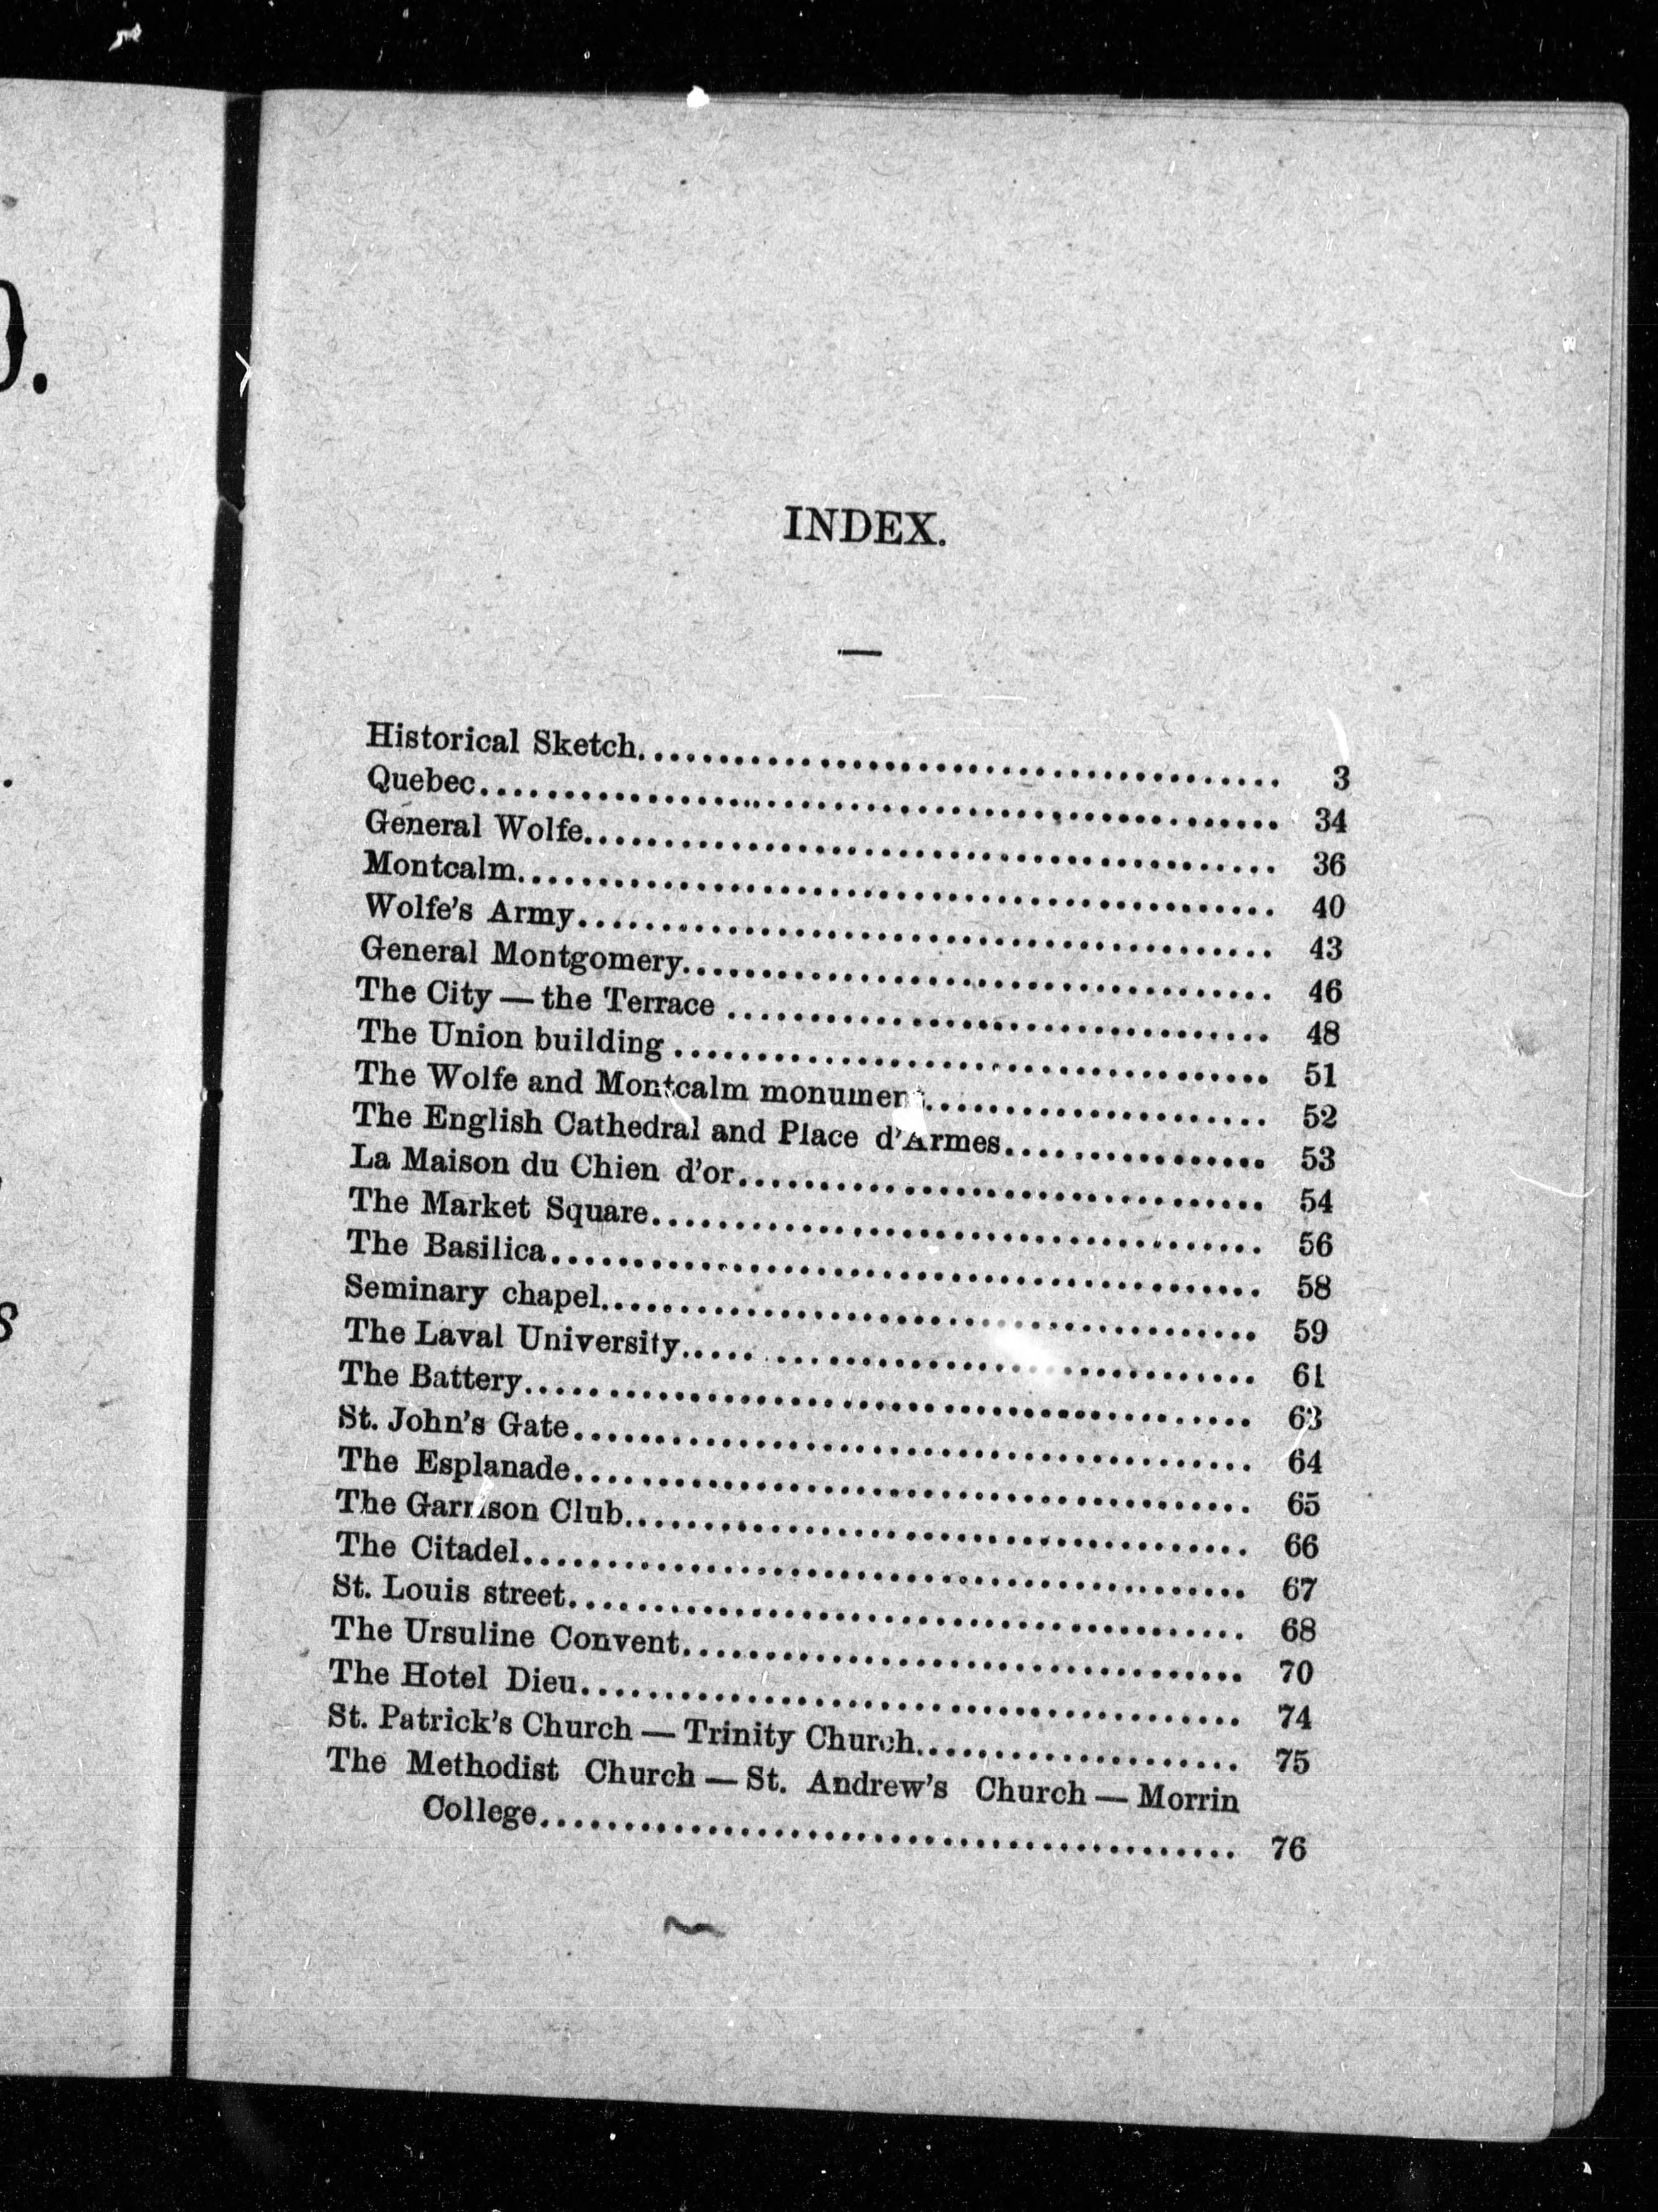 INDEX.
Historical Sketch........................................ 3
Quebec........................................ 34
General Wolfe........................................ 36
Montcalm........................................ 40
Wolfe's Army........................................ 43
General Montgomery........................................ 46
The City — the Terrace ........................................ 48
The Union building ........................................ 51
The Wolfe and Montcalm monument........................................ 52
The English Cathedral and Place d'Armes................ 53
La Maison du Chien d'or........................................ 54
The Market Square........................................ 56
The Basilica........................................ 58
Seminary chapel........................................ 59
The Laval University........................................ 61
The Battery........................................ 63
St. John's Gate........................................ 64
The Esplanade........................................ 65
The Garrison Club........................................ 66
The Citadel........................................ 67
St. Louis street........................................ 68
The Ursuline Convent........................................ 70
The Hotel Dieu........................................ 74
St. Patrick's Church — Trinity Church.................... 75
The Methodist Church — St. Andrew's Church — Morrin
College........................................ 76